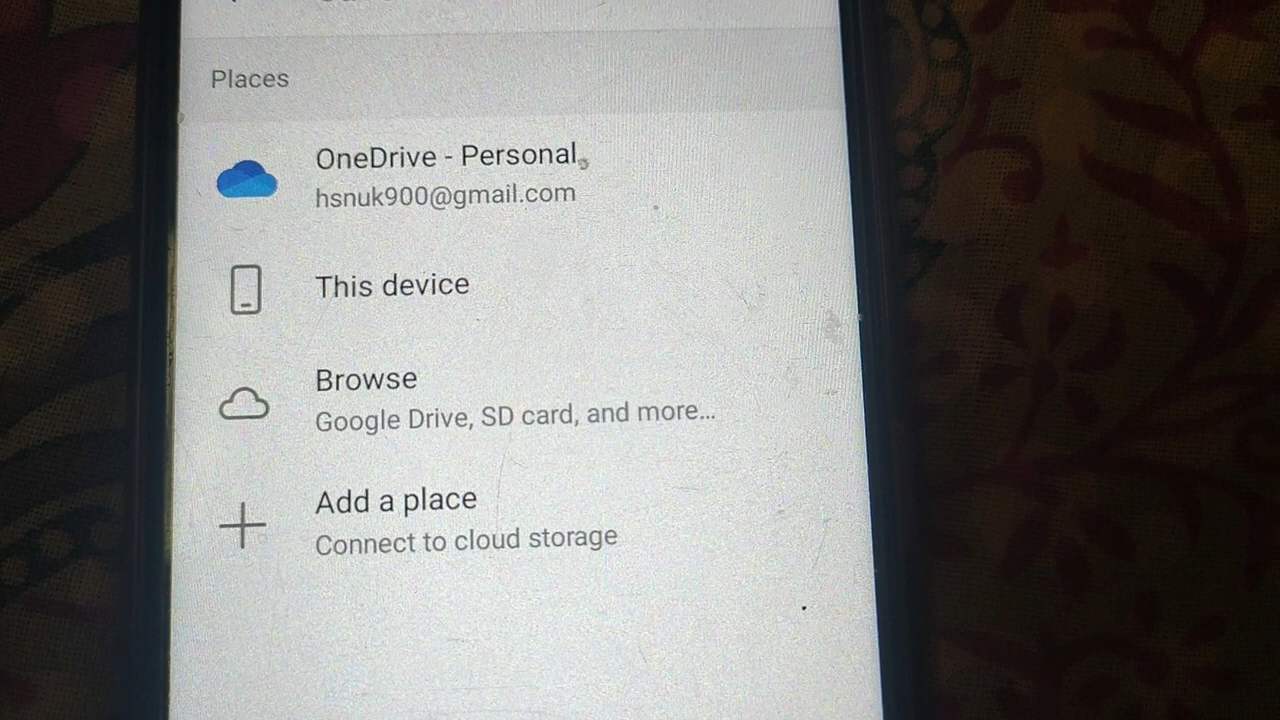 Places
OneDrive - Personal
hsnuk900@gmail.com
This device
Browse
Google Drive, SD card, and more...
Add a place
Connect to cloud storage